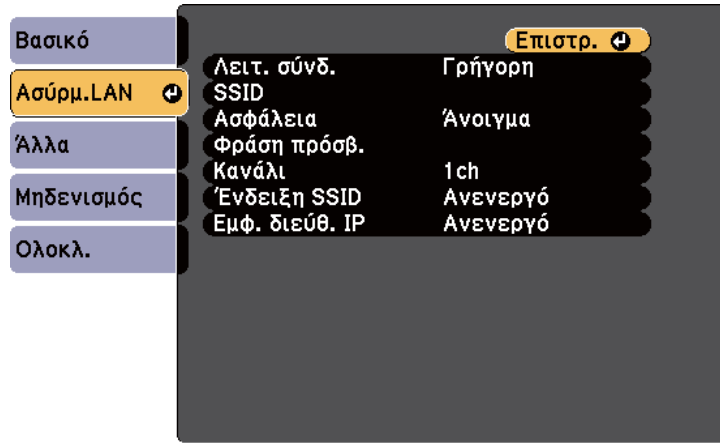 Βασικό
Ασύρμ.LAN
Άλλα
Μηδενισμός
Ολοκλ.
Επιστρ.
Λειτ. σύνδ. Γρήγορη
SSID
Ασφάλεια Άνοιγμα
Φράση πρόσβ.
Κανάλι 1ch
Ένδειξη SSID Ανενεργό
Εμφ. διεύθ. IP Ανενεργό